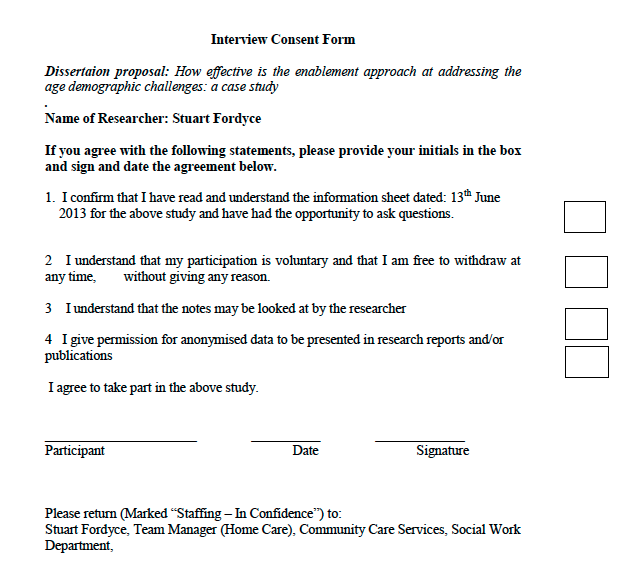 Interview Consent Form
Dissertaion proposal: How effective is the enablement approach at addressing the
age demographic challenges: a case study
.
Name of Researcher: Stuart Fordyce
If you agree with the following statements, please provide your initials in the box
and sign and date the agreement below.
1. I confirm that I have read and understand the information sheet dated: 13th June
2013 for the above study and have had the opportunity to ask questions.
2 I understand that my participation is voluntary and that I am free to withdraw at
any time, without giving any reason.
3 I understand that the notes may be looked at by the researcher
4 I give permission for anonymised data to be presented in research reports and/or
publications
I agree to take part in the above study.
Participant Date Signature
Please return (Marked “Staffing – In Confidence”) to:
Stuart Fordyce, Team Manager (Home Care), Community Care Services, Social Work
Department,